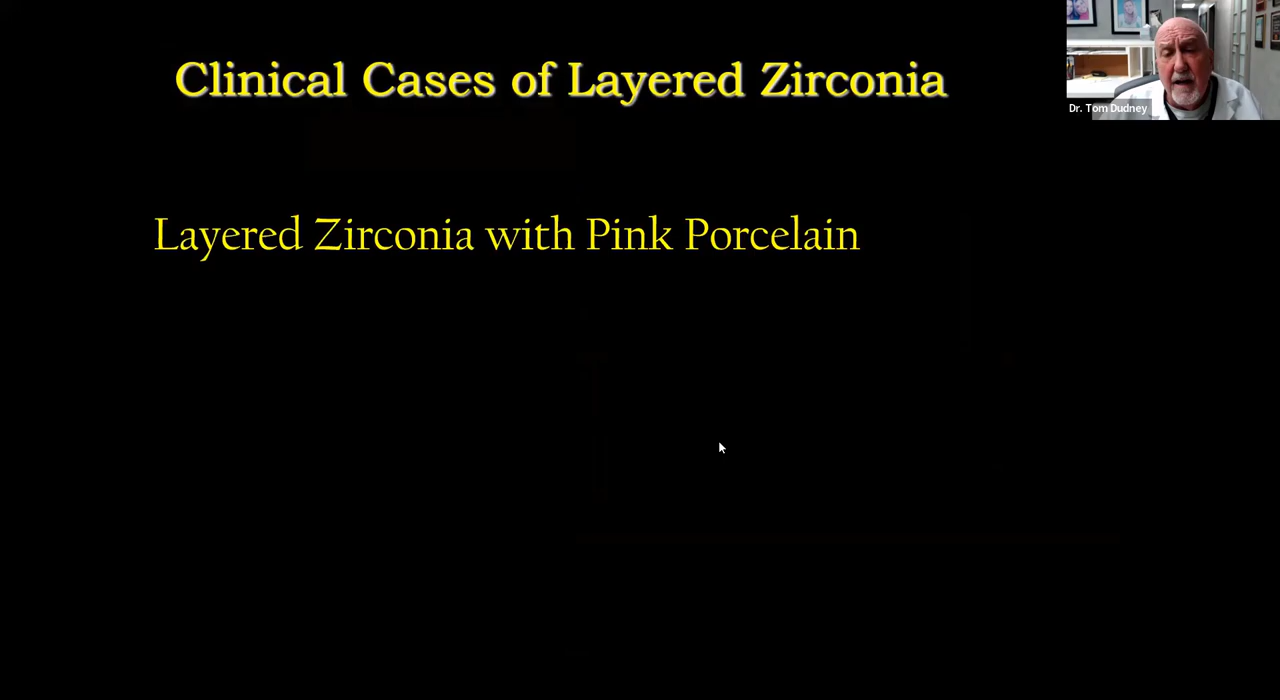 Clinical Cases of Layered Zirconia
Dr. Tom Dudney
Layered Zirconia with Pink Porcelain